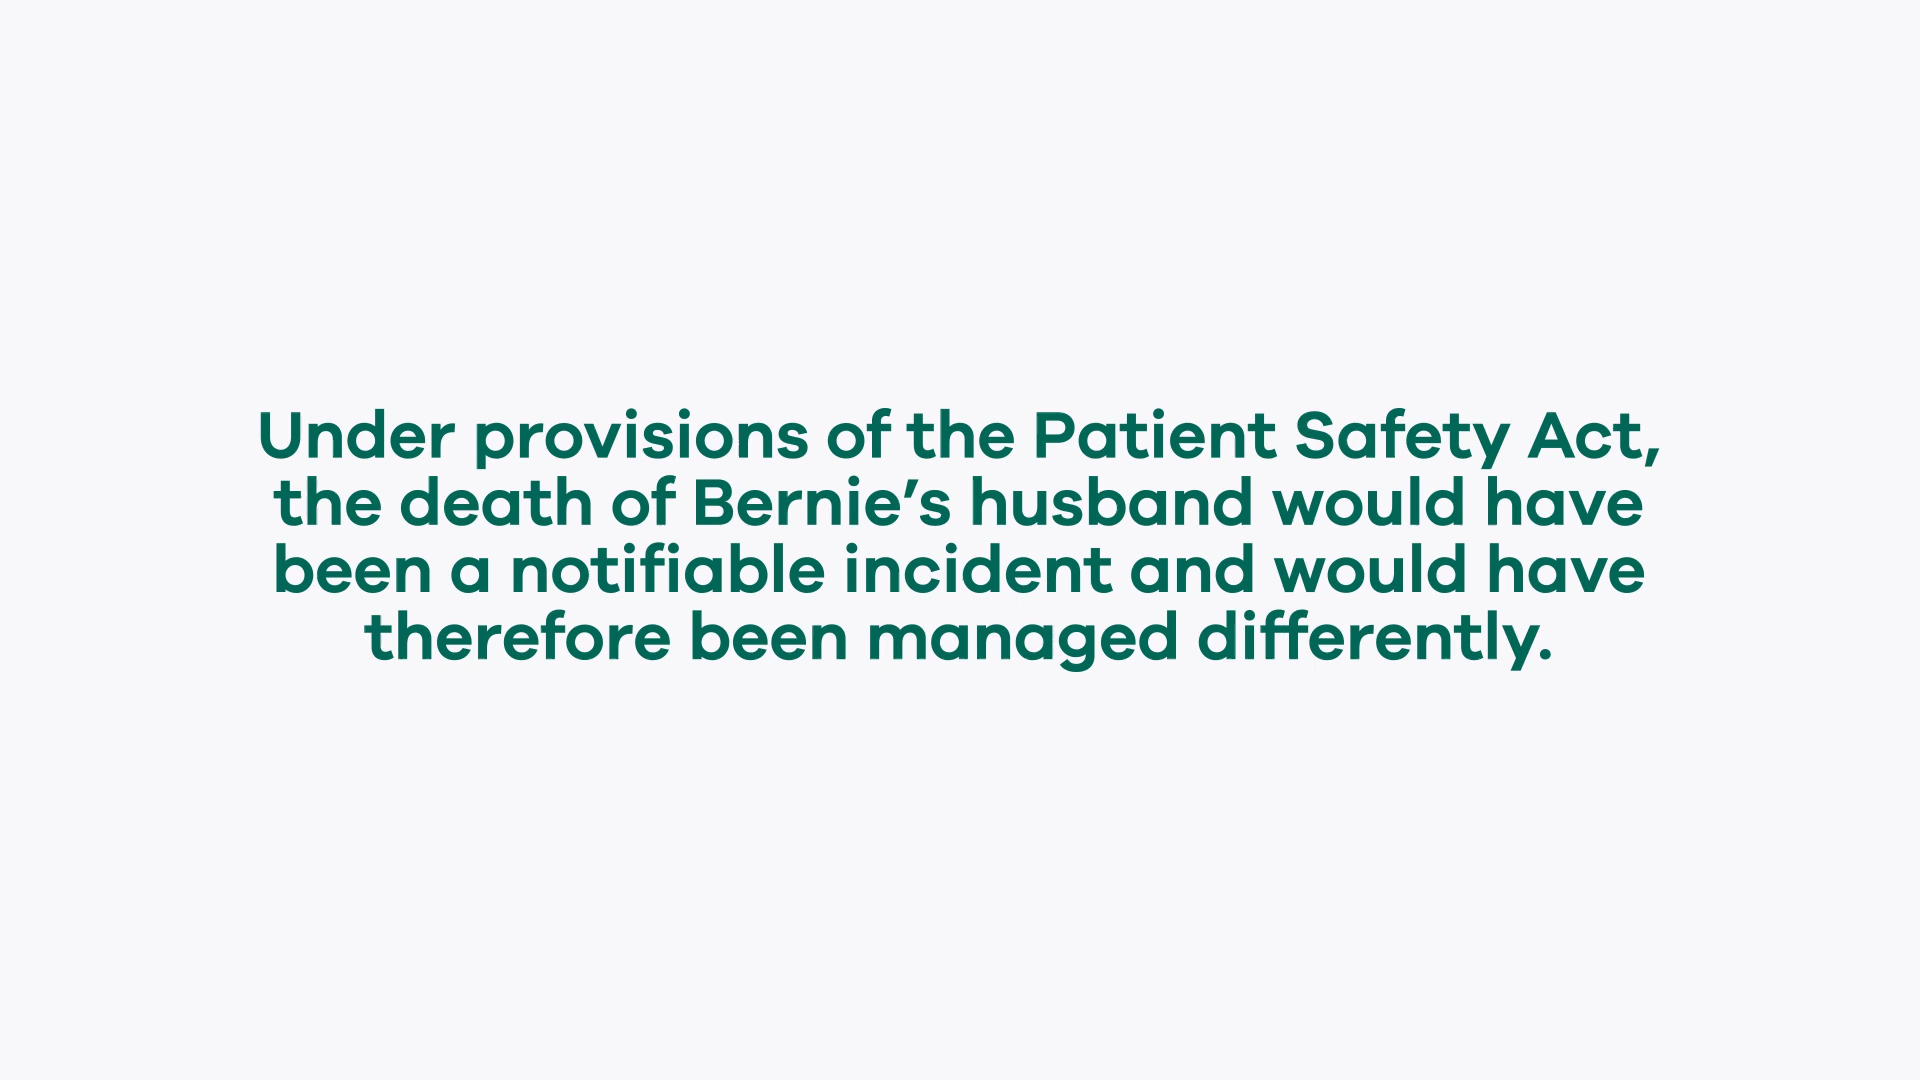 Under provisions of the Patient Safety Act,
the death of Bernie’s husband would have
been a notifiable incident and would have
therefore been managed differently.